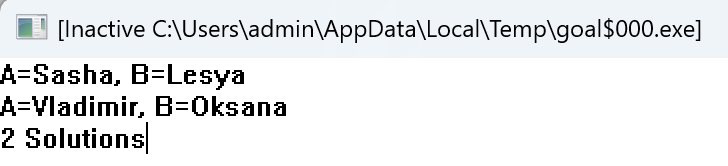 [Inactive C:\Users\admin\AppData\Local\Temp\goal$000.exe]
A=Sasha, B=Lesya
A=Vladimir, B=Oksana
2 Solutions